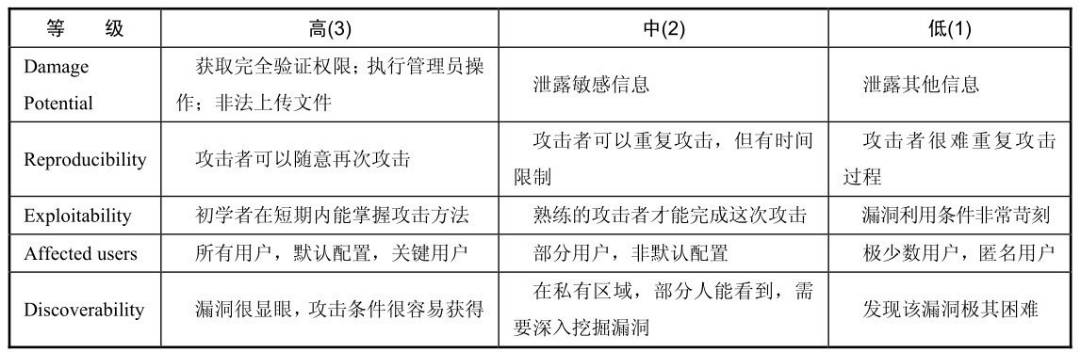 等 级 高(3) 中(2) 低(1)
Damage
Potential
获取完全验证权限；执行管理员操
作；非法上传文件
泄露敏感信息
泄露其他信息
Reproducibility
攻击者可以随意再次攻击
攻击者可以重复攻击，但有时间
限制
攻击者很难重复攻击
过程
Exploitability
初学者在短期内能掌握攻击方法
熟练的攻击者才能完成这次攻击
漏洞利用条件非常苛刻
Affected users
所有用户，默认配置，关键用户
部分用户，非默认配置
极少数用户，匿名用户
Discoverability
漏洞很显眼，攻击条件很容易获得
在私有区域，部分人能看到，需
要深入挖掘漏洞
发现该漏洞极其困难